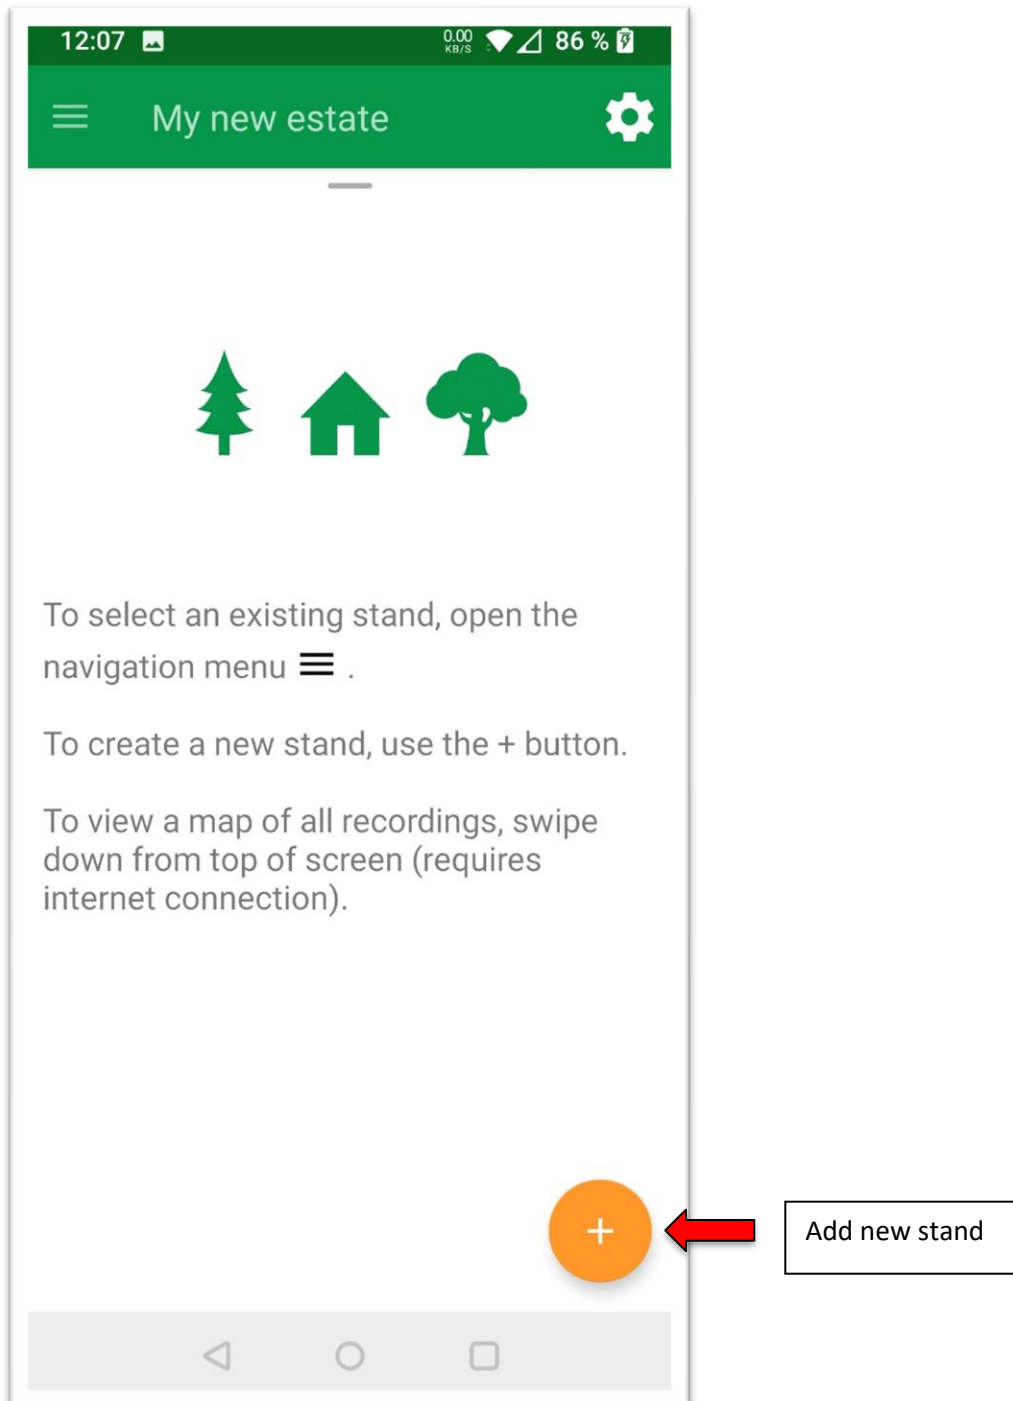 12:07 0.00 KB/S 86 %
My new estate
To select an existing stand, open the
navigation menu .
To create a new stand, use the + button.
To view a map of all recordings, swipe
down from top of screen (requires
internet connection).
+
Add new stand